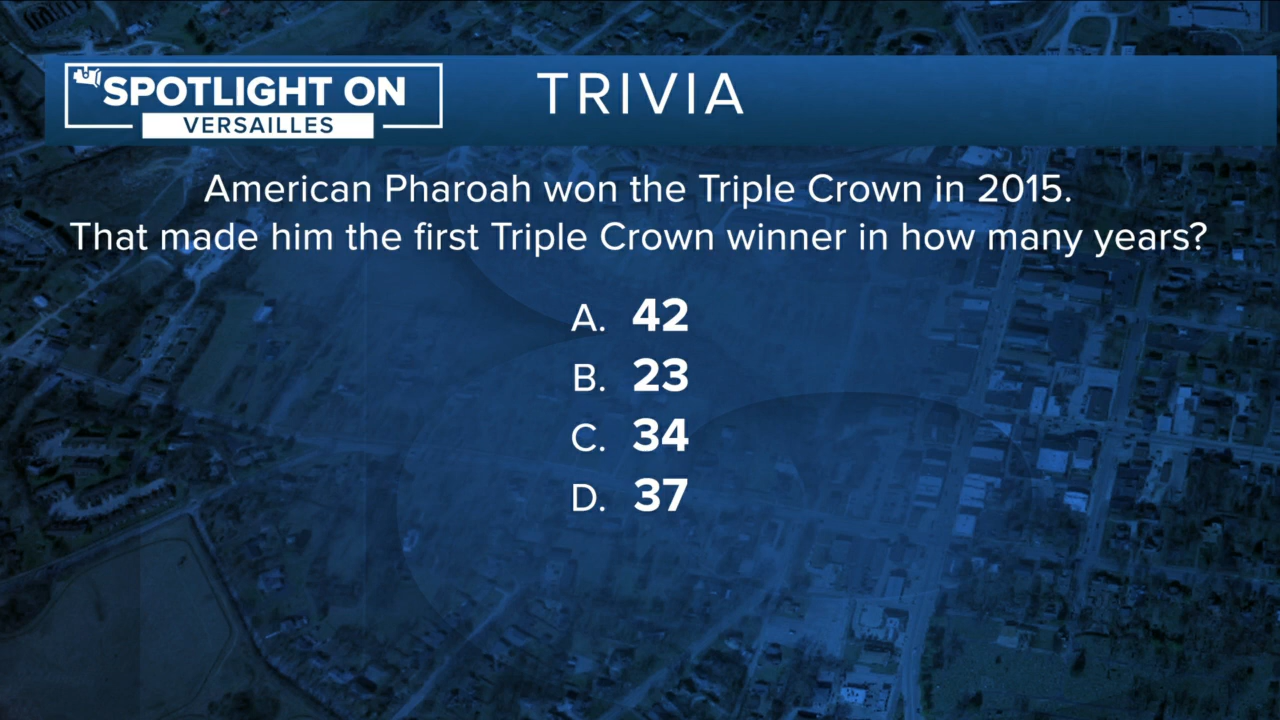 SPOTLIGHT ON
VERSAILLES
TRIVIA
American Pharoah won the Triple Crown in 2015.
That made him the first Triple Crown winner in how many years?
A. 42
B. 23
C. 34
D. 37